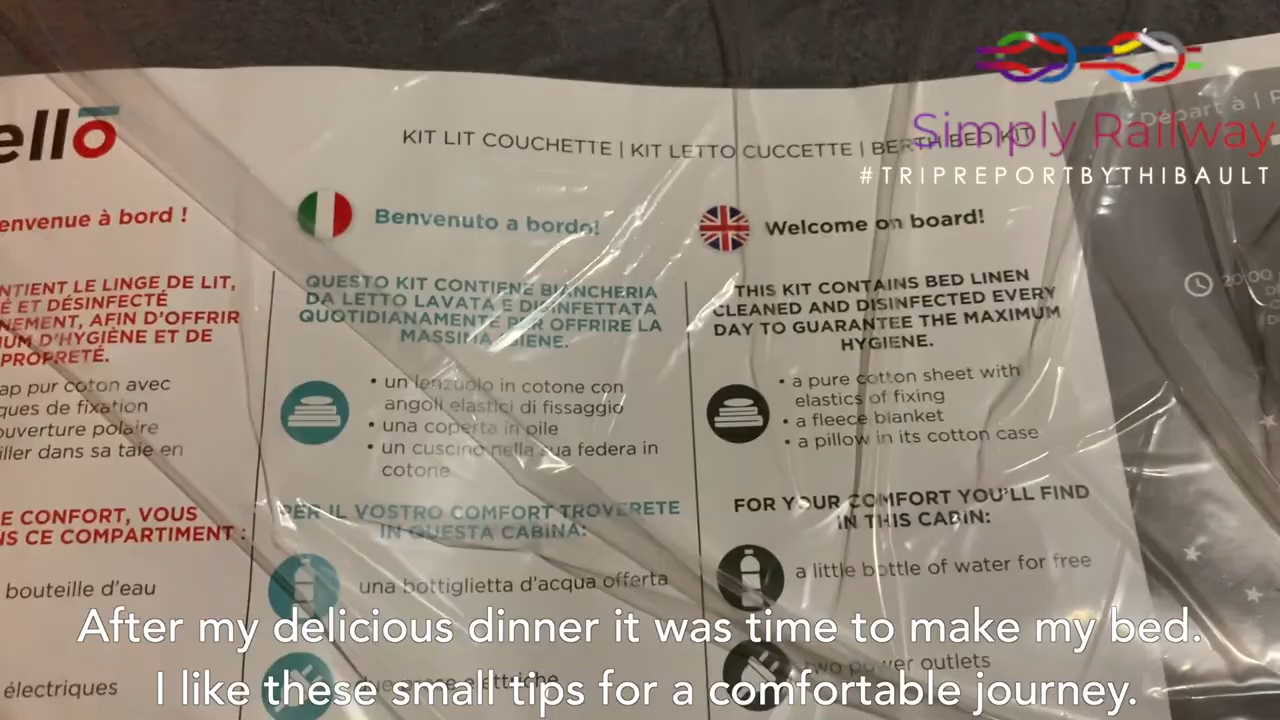 ellō
KIT LIT COUCHETTE | KIT LETTO CUCCETTE | BERTH BED KIT
Simply Railway
#TRIPREPORTBYTHIBAULT
Départ à | P
20:00
envenue à bord !
NTIENT LE LINGE DE LIT,
É ET DÉSINFECTÉ
NEMENT, AFIN D'OFFRIR
UM D'HYGIÈNE ET DE
PROPRETÉ.
ap pur coton avec
ques de fixation
ouverture polaire
iller dans sa taie en
E CONFORT, VOUS
NS CE COMPARTIMENT :
bouteille d'eau
électriques
Benvenuto a bordo!
QUESTO KIT CONTIENE BIANCHERIA
DA LETTO LAVATA E DISINFETTATA
QUOTIDIANAMENTE PER OFFRIRE LA
MASSIMA IGIENE.
• un lenzuolo in cotone con
angoli elastici di fissaggio
• una coperta in pile
• un cuscino nella sua federa in
cotone
PER IL VOSTRO COMFORT TROVERETE
IN QUESTA CABINA:
una bottiglietta d'acqua offerta
due prese elettriche
Welcome on board!
THIS KIT CONTAINS BED LINEN
CLEANED AND DISINFECTED EVERY
DAY TO GUARANTEE THE MAXIMUM
HYGIENE.
• a pure cotton sheet with
elastics of fixing
• a fleece blanket
• a pillow in its cotton case
FOR YOUR COMFORT YOU'LL FIND
IN THIS CABIN:
a little bottle of water for free
two power outlets
After my delicious dinner it was time to make my bed.
I like these small tips for a comfortable journey.